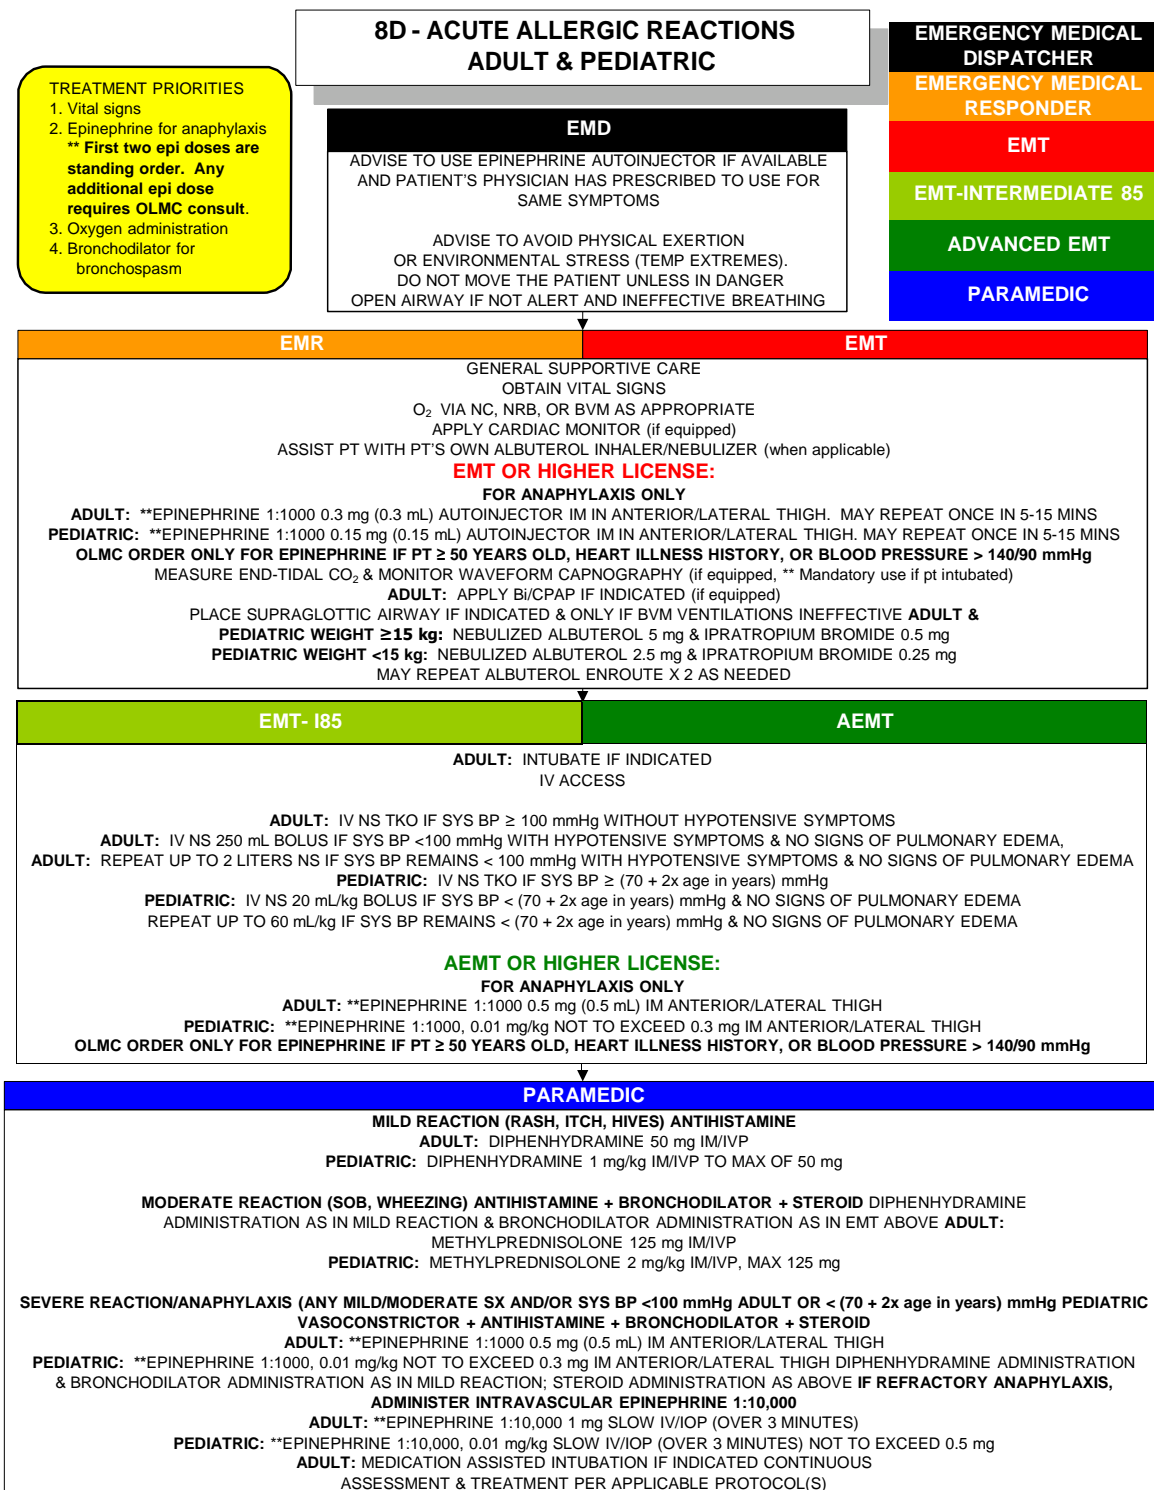 8D - ACUTE ALLERGIC REACTIONS
ADULT & PEDIATRIC
EMERGENCY MEDICAL
DISPATCHER
EMERGENCY MEDICAL
RESPONDER
EMT
EMT-INTERMEDIATE 85
ADVANCED EMT
PARAMEDIC
TREATMENT PRIORITIES
1. Vital signs
2. Epinephrine for anaphylaxis
** First two epi doses are
standing order. Any
additional epi dose
requires OLMC consult.
3. Oxygen administration
4. Bronchodilator for
bronchospasm
EMD
ADVISE TO USE EPINEPHRINE AUTOINJECTOR IF AVAILABLE
AND PATIENT'S PHYSICIAN HAS PRESCRIBED TO USE FOR
SAME SYMPTOMS
ADVISE TO AVOID PHYSICAL EXERTION
OR ENVIRONMENTAL STRESS (TEMP EXTREMES).
DO NOT MOVE THE PATIENT UNLESS IN DANGER
OPEN AIRWAY IF NOT ALERT AND INEFFECTIVE BREATHING
EMR
EMT
GENERAL SUPPORTIVE CARE
OBTAIN VITAL SIGNS
O2 VIA NC, NRB, OR BVM AS APPROPRIATE
APPLY CARDIAC MONITOR (if equipped)
ASSIST PT WITH PT'S OWN ALBUTEROL INHALER/NEBULIZER (when applicable)
EMT OR HIGHER LICENSE:
FOR ANAPHYLAXIS ONLY
ADULT: **EPINEPHRINE 1:1000 0.3 mg (0.3 mL) AUTOINJECTOR IM IN ANTERIOR/LATERAL THIGH. MAY REPEAT ONCE IN 5-15 MINS
PEDIATRIC: **EPINEPHRINE 1:1000 0.15 mg (0.15 mL) AUTOINJECTOR IM IN ANTERIOR/LATERAL THIGH. MAY REPEAT ONCE IN 5-15 MINS
OLMC ORDER ONLY FOR EPINEPHRINE IF PT ≥ 50 YEARS OLD, HEART ILLNESS HISTORY, OR BLOOD PRESSURE > 140/90 mmHg
MEASURE END-TIDAL CO2 & MONITOR WAVEFORM CAPNOGRAPHY (if equipped, ** Mandatory use if pt intubated)
ADULT: APPLY Bi/CPAP IF INDICATED (if equipped)
PLACE SUPRAGLOTTIC AIRWAY IF INDICATED & ONLY IF BVM VENTILATIONS INEFFECTIVE ADULT &
PEDIATRIC WEIGHT ≥15 kg: NEBULIZED ALBUTEROL 5 mg & IPRATROPIUM BROMIDE 0.5 mg
PEDIATRIC WEIGHT <15 kg: NEBULIZED ALBUTEROL 2.5 mg & IPRATROPIUM BROMIDE 0.25 mg
MAY REPEAT ALBUTEROL ENROUTE X 2 AS NEEDED
EMT- I85
AEMT
ADULT: INTUBATE IF INDICATED
IV ACCESS
ADULT: IV NS TKO IF SYS BP ≥ 100 mmHg WITHOUT HYPOTENSIVE SYMPTOMS
ADULT: IV NS 250 mL BOLUS IF SYS BP <100 mmHg WITH HYPOTENSIVE SYMPTOMS & NO SIGNS OF PULMONARY EDEMA,
ADULT: REPEAT UP TO 2 LITERS NS IF SYS BP REMAINS < 100 mmHg WITH HYPOTENSIVE SYMPTOMS & NO SIGNS OF PULMONARY EDEMA
PEDIATRIC: IV NS TKO IF SYS BP ≥ (70 + 2x age in years) mmHg
PEDIATRIC: IV NS 20 mL/kg BOLUS IF SYS BP < (70 + 2x age in years) mmHg & NO SIGNS OF PULMONARY EDEMA
REPEAT UP TO 60 mL/kg IF SYS BP REMAINS < (70 + 2x age in years) mmHg & NO SIGNS OF PULMONARY EDEMA
AEMT OR HIGHER LICENSE:
FOR ANAPHYLAXIS ONLY
ADULT: **EPINEPHRINE 1:1000 0.5 mg (0.5 mL) IM ANTERIOR/LATERAL THIGH
PEDIATRIC: **EPINEPHRINE 1:1000, 0.01 mg/kg NOT TO EXCEED 0.3 mg IM ANTERIOR/LATERAL THIGH
OLMC ORDER ONLY FOR EPINEPHRINE IF PT ≥ 50 YEARS OLD, HEART ILLNESS HISTORY, OR BLOOD PRESSURE > 140/90 mmHg
PARAMEDIC
MILD REACTION (RASH, ITCH, HIVES) ANTIHISTAMINE
ADULT: DIPHENHYDRAMINE 50 mg IM/IVP
PEDIATRIC: DIPHENHYDRAMINE 1 mg/kg IM/IVP TO MAX OF 50 mg
MODERATE REACTION (SOB, WHEEZING) ANTIHISTAMINE + BRONCHODILATOR + STEROID DIPHENHYDRAMINE
ADMINISTRATION AS IN MILD REACTION & BRONCHODILATOR ADMINISTRATION AS IN EMT ABOVE ADULT:
METHYLPREDNISOLONE 125 mg IM/IVP
PEDIATRIC: METHYLPREDNISOLONE 2 mg/kg IM/IVP, MAX 125 mg
SEVERE REACTION/ANAPHYLAXIS (ANY MILD/MODERATE SX AND/OR SYS BP <100 mmHg ADULT OR < (70 + 2x age in years) mmHg PEDIATRIC
VASOCONSTRICTOR + ANTIHISTAMINE + BRONCHODILATOR + STEROID
ADULT: **EPINEPHRINE 1:1000 0.5 mg (0.5 mL) IM ANTERIOR/LATERAL THIGH
PEDIATRIC: **EPINEPHRINE 1:1000, 0.01 mg/kg NOT TO EXCEED 0.3 mg IM ANTERIOR/LATERAL THIGH DIPHENHYDRAMINE ADMINISTRATION
& BRONCHODILATOR ADMINISTRATION AS IN MILD REACTION; STEROID ADMINISTRATION AS ABOVE IF REFRACTORY ANAPHYLAXIS,
ADMINISTER INTRAVASCULAR EPINEPHRINE 1:10,000
ADULT: **EPINEPHRINE 1:10,000 1 mg SLOW IV/IOP (OVER 3 MINUTES)
PEDIATRIC: **EPINEPHRINE 1:10,000, 0.01 mg/kg SLOW IV/IOP (OVER 3 MINUTES) NOT TO EXCEED 0.5 mg
ADULT: MEDICATION ASSISTED INTUBATION IF INDICATED CONTINUOUS
ASSESSMENT & TREATMENT PER APPLICABLE PROTOCOL(S)